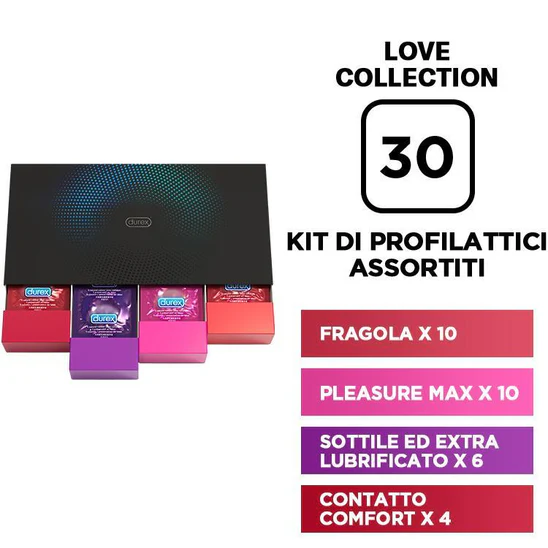 LOVE
COLLECTION
30
KIT DI PROFILATTICI
ASSORTITI
durex
durex
durex
durex
FRAGOLA X 10
PLEASURE MAX X 10
SOTTILE ED EXTRA
LUBRIFICATO X 6
CONTATTO
COMFORT X 4